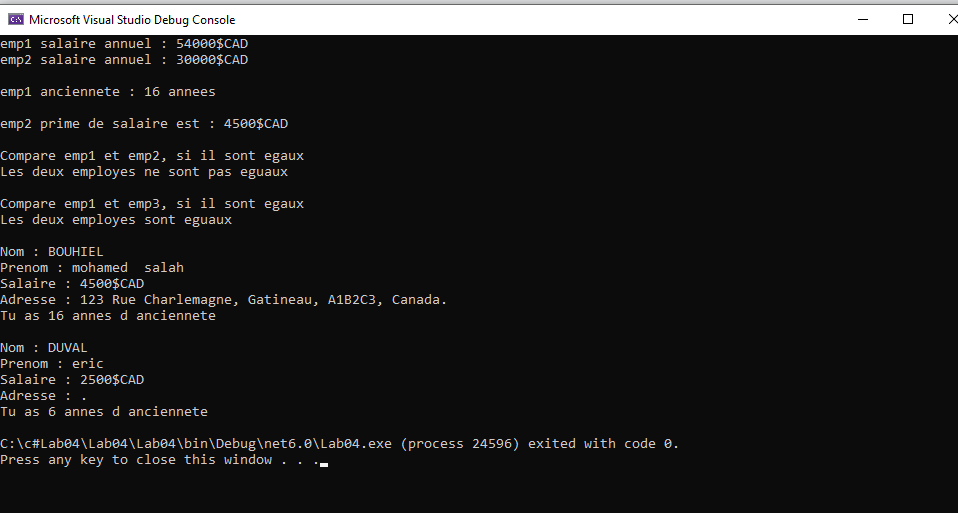 Microsoft Visual Studio Debug Console
emp1 salaire annuel : 54000$CAD
emp2 salaire annuel : 30000$CAD
emp1 anciennete : 16 annees
emp2 prime de salaire est : 4500$CAD
Compare emp1 et emp2, si il sont egaux
Les deux employes ne sont pas eguaux
Compare emp1 et emp3, si il sont egaux
Les deux employes sont eguaux
Nom : BOUHIEL
Prenom : mohamed  salah
Salaire : 4500$CAD
Adresse : 123 Rue Charlemagne, Gatineau, A1B2C3, Canada.
Tu as 16 annes d anciennete
Nom : DUVAL
Prenom : eric
Salaire : 2500$CAD
Adresse : .
Tu as 6 annes d anciennete
C:\c#Lab04\Lab04\Lab04\bin\Debug\net6.0\Lab04.exe (process 24596) exited with code 0.
Press any key to close this window . . .